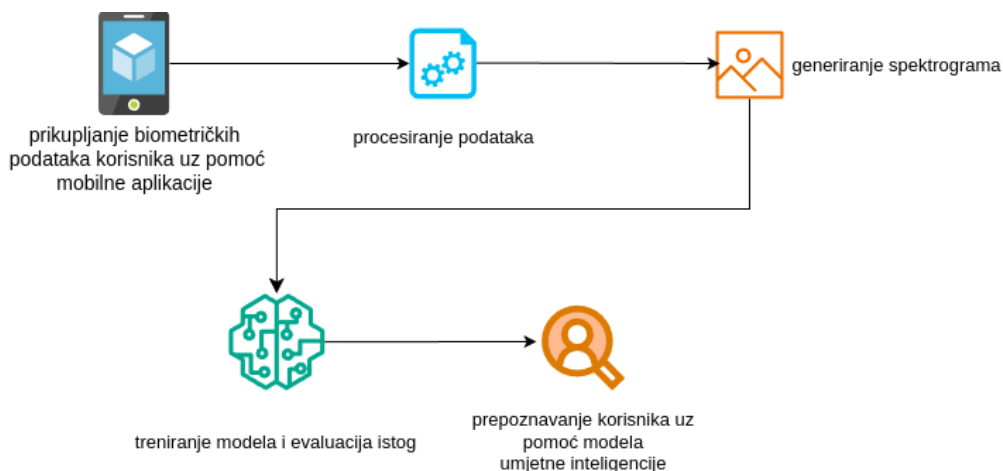 prikupljanje biometričkih
podataka korisnika uz pomoć
mobilne aplikacije
procesiranje podataka
generiranje spektrograma
treniranje modela i evaluacija istog
prepoznavanje korisnika uz
pomoć modela
umjetne inteligencije